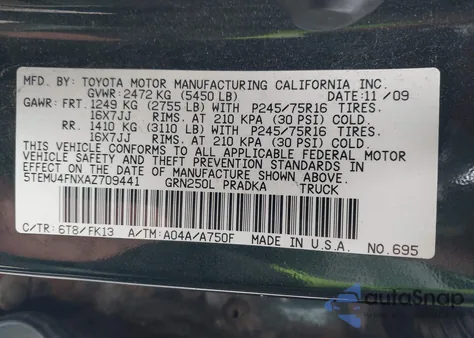 MFD. BY: TOYOTA MOTOR MANUFACTURING CALIFORNIA INC.
GVWR: 2472 KG (5450 LB) DATE: 11/09
GAWR: FRT. 1249 KG (2755 LB) WITH P245/75R16 TIRES,
16X7JJ RIMS, AT 210 KPA (30 PSI) COLD.
RR. 1410 KG (3110 LB) WITH P245/75R16 TIRES,
16X7JJ RIMS, AT 210 KPA (30 PSI) COLD.
THIS VEHICLE CONFORMS TO ALL APPLICABLE FEDERAL MOTOR
VEHICLE SAFETY AND THEFT PREVENTION STANDARDS IN
EFFECT ON THE DATE OF MANUFACTURE SHOWN ABOVE.
5TEMU4FNXAZ709441 GRN250L PRADKA TRUCK
C/TR: 6T8/FK13 A/TM: A04A/A750F MADE IN U.S.A. NO. 695
autoSnap